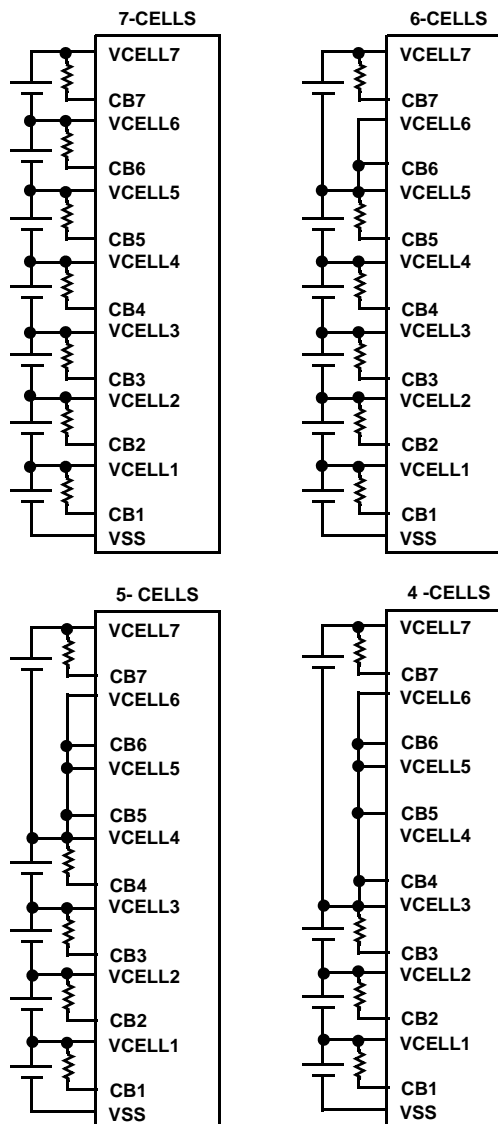 7-CELLS
VCELL7
CB7
VCELL6
CB6
VCELL5
CB5
VCELL4
CB4
VCELL3
CB3
VCELL2
CB2
VCELL1
CB1
VSS
6-CELLS
VCELL7
CB7
VCELL6
CB6
VCELL5
CB5
VCELL4
CB4
VCELL3
CB3
VCELL2
CB2
VCELL1
CB1
VSS
5- CELLS
VCELL7
CB7
VCELL6
CB6
VCELL5
CB5
VCELL4
CB4
VCELL3
CB3
VCELL2
CB2
VCELL1
CB1
VSS
4 -CELLS
VCELL7
CB7
VCELL6
CB6
VCELL5
CB5
VCELL4
CB4
VCELL3
CB3
VCELL2
CB2
VCELL1
CB1
VSS